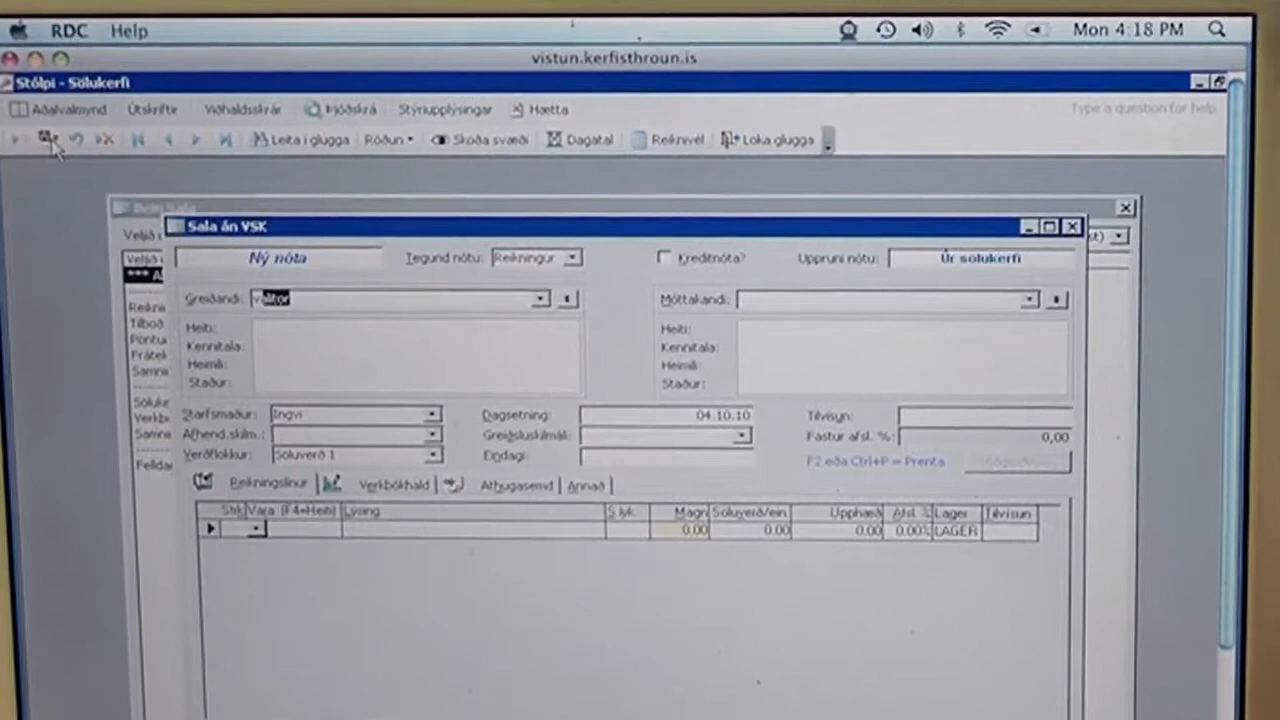 RDC Help Mon 4:18 PM
vistun.kerfisthroun.is
Stólpi - Sölukerfi
Aðalvalmynd Útskriftir Viðhaldsskrár Þjóðskrá Stýriupplýsingar Hætta Type a question for help
Leita í glugga Röðun Skoða svæði Dagatal Reiknivél Loka glugga
Bein Sala
Sala án VSK
Ný nóta Tegund nótu: Reikningur Kreditnóta? Uppruni nótu: Úr sölukerfi
Greiðandi: valitor Móttakandi:
Heiti: Heiti:
Kennitala: Kennitala:
Heimili: Heimili:
Staður: Staður:
Starfsmaður: Ingvi Dagsetning: 04.10.10 Tilvísun:
Afhend.skilm.: Greiðsluskilmál: Fastur afsl. %: 0,00
Verðflokkur: Söluverð 1 Eindagi: F2 eða Ctrl+P = Prenta
Reikningslínur Verkbókhald Athugasemd Annað
Strik Vara (F4=Heiti) Lýsing S.lyk. Magn Söluverð/ein. Upphæð Afsl. % Lager Tilvísun
0.00 0.00 0.00 0.00% LAGER